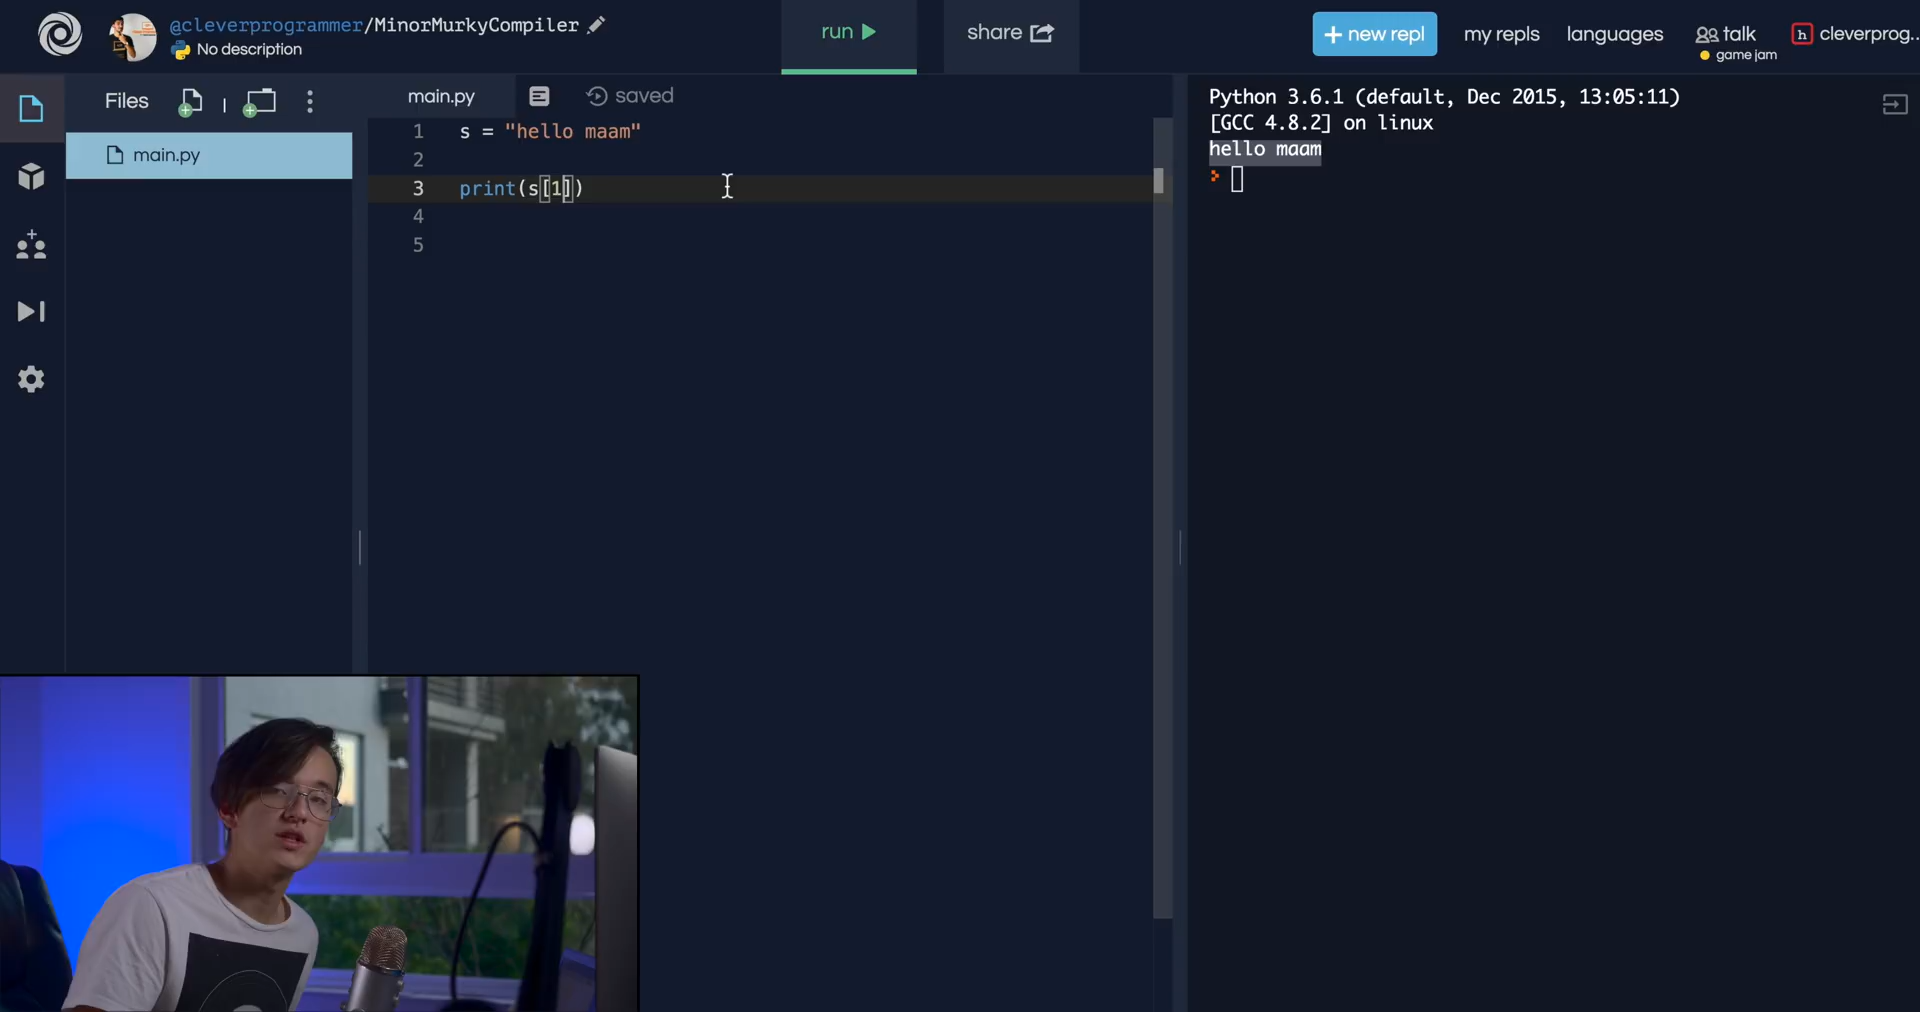 @cleverprogrammer/MinorMurkyCompiler
No description
run
share
+ new repl
my repls
languages
talk
game jam
h
cleverprog...
Files
main.py
saved
main.py
1 s = "hello maam"
2
3 print(s[1])
4
5
Python 3.6.1 (default, Dec 2015, 13:05:11)
[GCC 4.8.2] on linux
hello maam